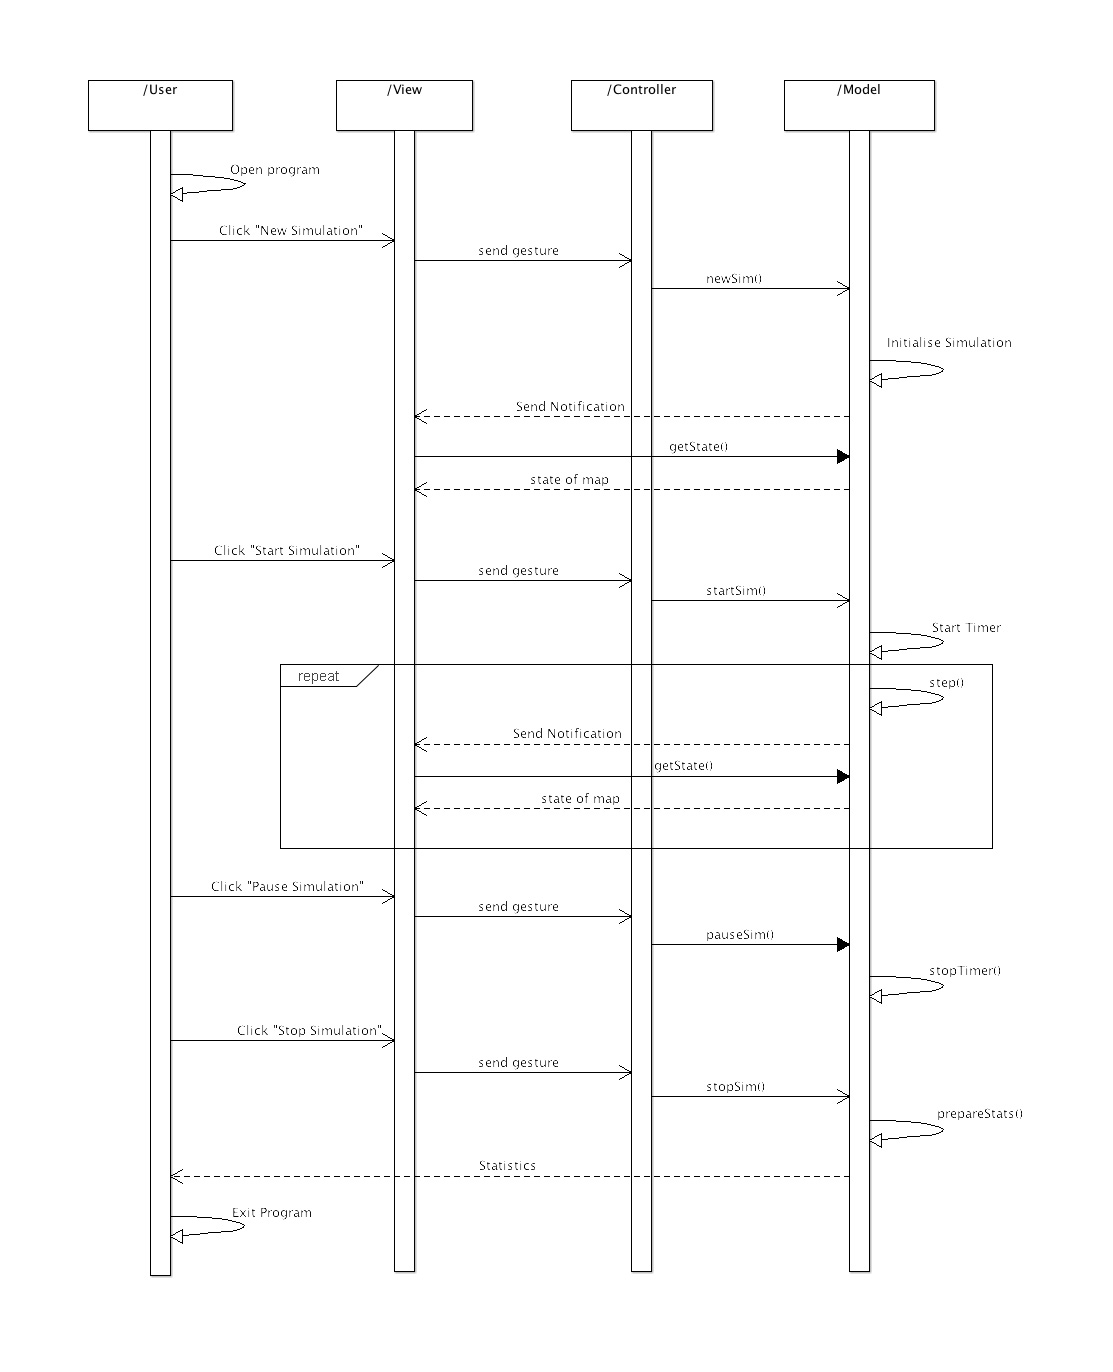 /User
/View
/Controller
/Model
Open program
Click "New Simulation"
send gesture
newSim()
Initialise Simulation
Send Notification
getState()
state of map
Click "Start Simulation"
send gesture
startSim()
Start Timer
repeat
step()
Send Notification
getState()
state of map
Click "Pause Simulation"
send gesture
pauseSim()
stopTimer()
Click "Stop Simulation"
send gesture
stopSim()
prepareStats()
Statistics
Exit Program